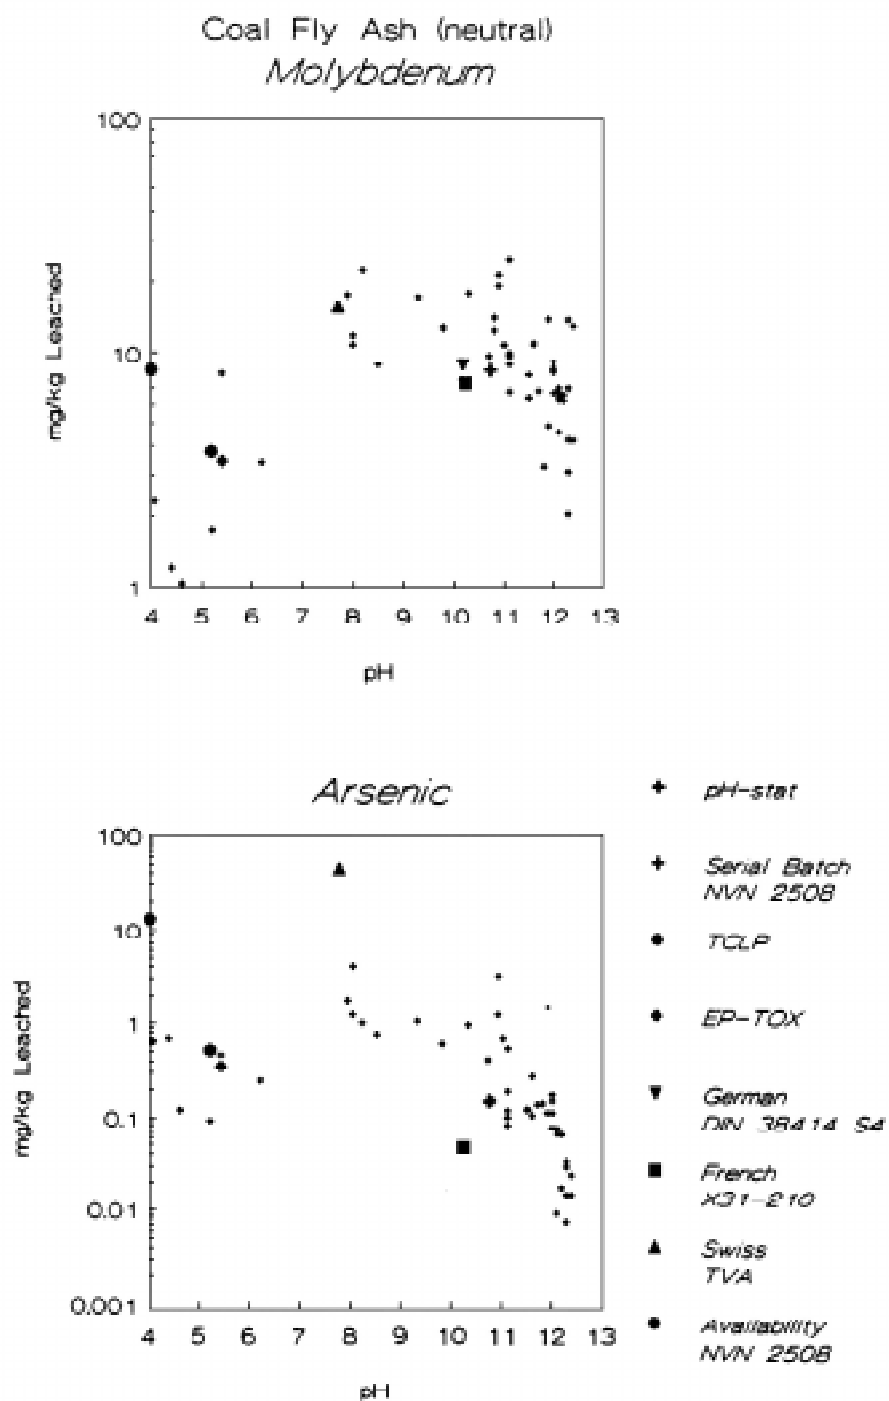 Coal Fly Ash (neutral)
Molybdenum
100
10
1
mg/kg Leached
4 5 6 7 8 9 10 11 12 13
pH
Arsenic
100
10
1
0.1
0.01
0.001
mg/kg Leached
4 5 6 7 8 9 10 11 12 13
pH
pH-stat
Serial Batch
NVN 2508
TCLP
EP-TOX
German
DIN 38414 S4
French
X31-210
Swiss
TVA
Availability
NVN 2508